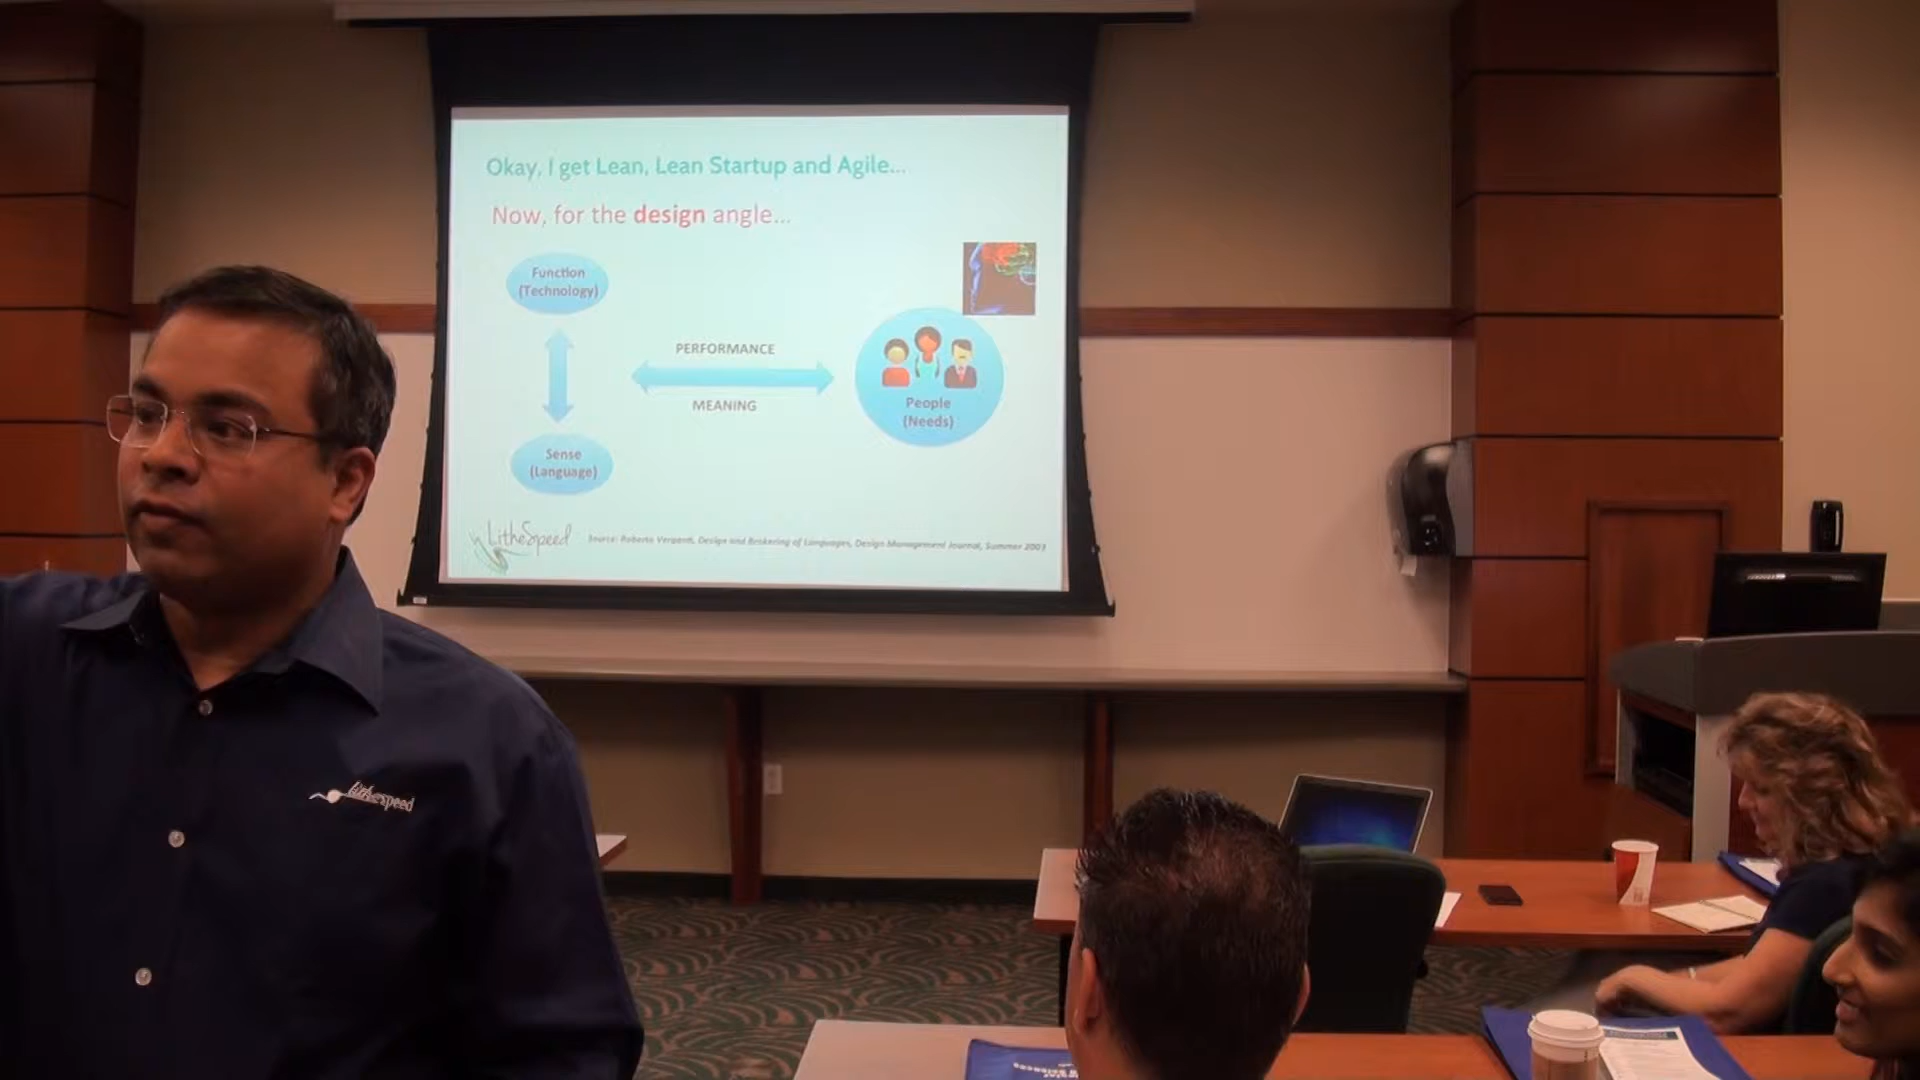 Okay, I get Lean, Lean Startup and Agile...
Now, for the design angle...
Function
(Technology)
PERFORMANCE
MEANING
People
(Needs)
Sense
(Language)
LitheSpeed
Source: Roberto Verganti, Design and Brokering of Languages, Design Management Journal, Summer 2003
lithespeed